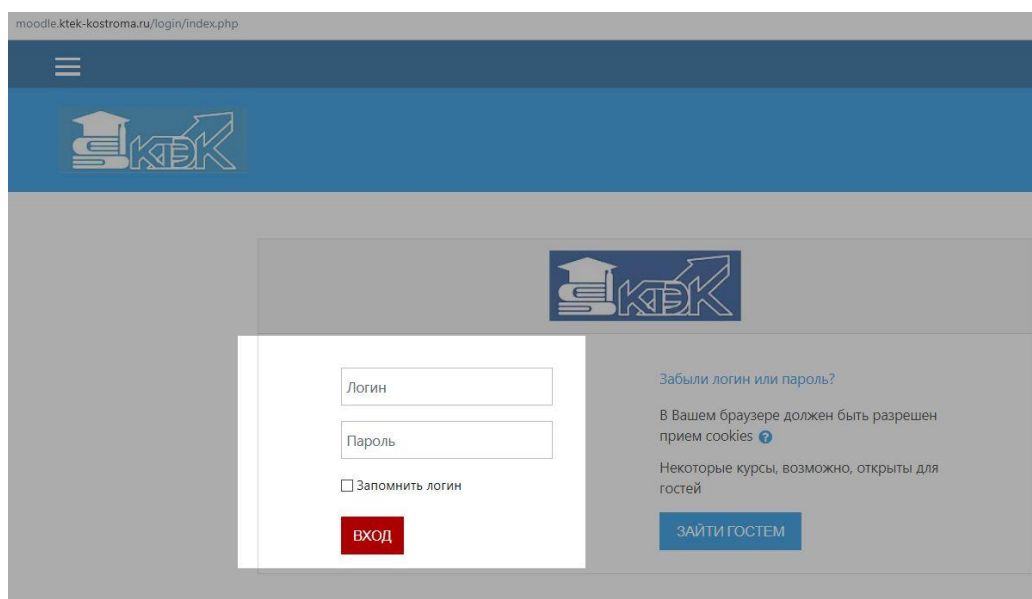 moodle.ktek-kostroma.ru/login/index.php
КТЭК
КТЭК
Логин
Пароль
Запомнить логин
ВХОД
Забыли логин или пароль?
В Вашем браузере должен быть разрешен
прием cookies ?
Некоторые курсы, возможно, открыты для
гостей
ЗАЙТИ ГОСТЕМ